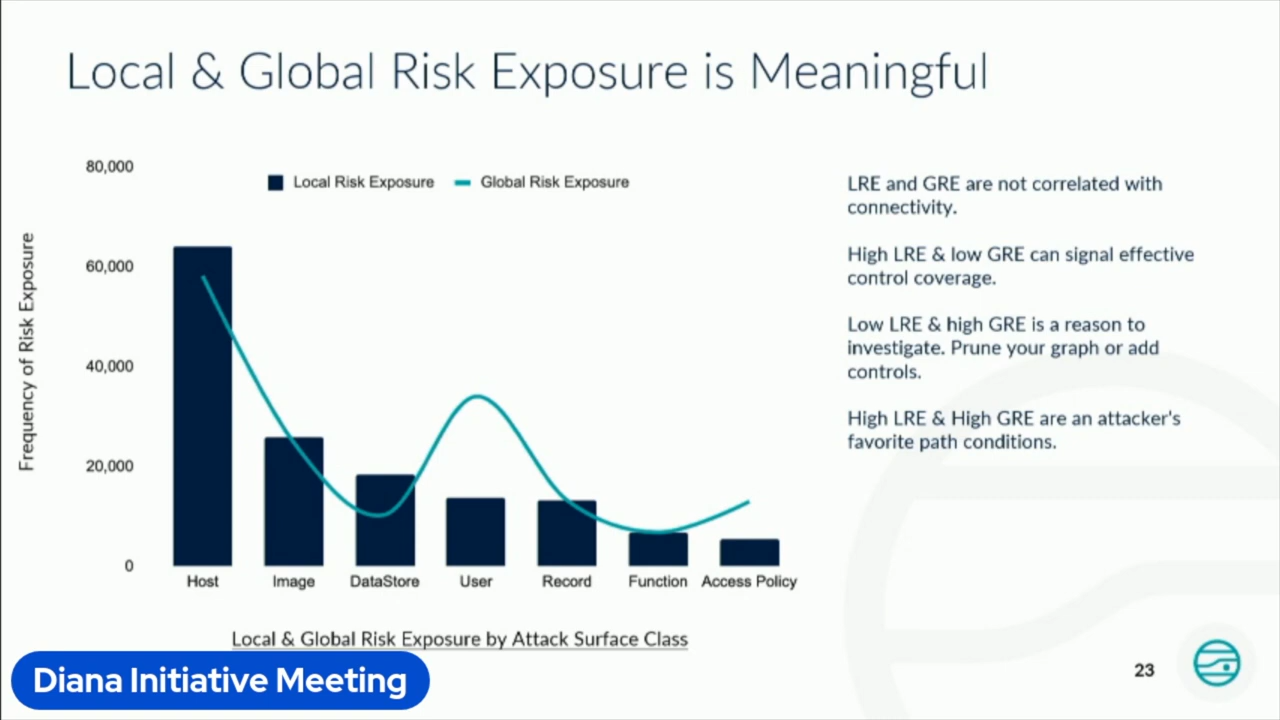 Local & Global Risk Exposure is Meaningful
80,000
60,000
40,000
20,000
0
Frequency of Risk Exposure
Local Risk Exposure
Global Risk Exposure
Host
Image
DataStore
User
Record
Function
Access Policy
Local & Global Risk Exposure by Attack Surface Class
LRE and GRE are not correlated with
connectivity.
High LRE & low GRE can signal effective
control coverage.
Low LRE & high GRE is a reason to
investigate. Prune your graph or add
controls.
High LRE & High GRE are an attacker's
favorite path conditions.
Diana Initiative Meeting
23